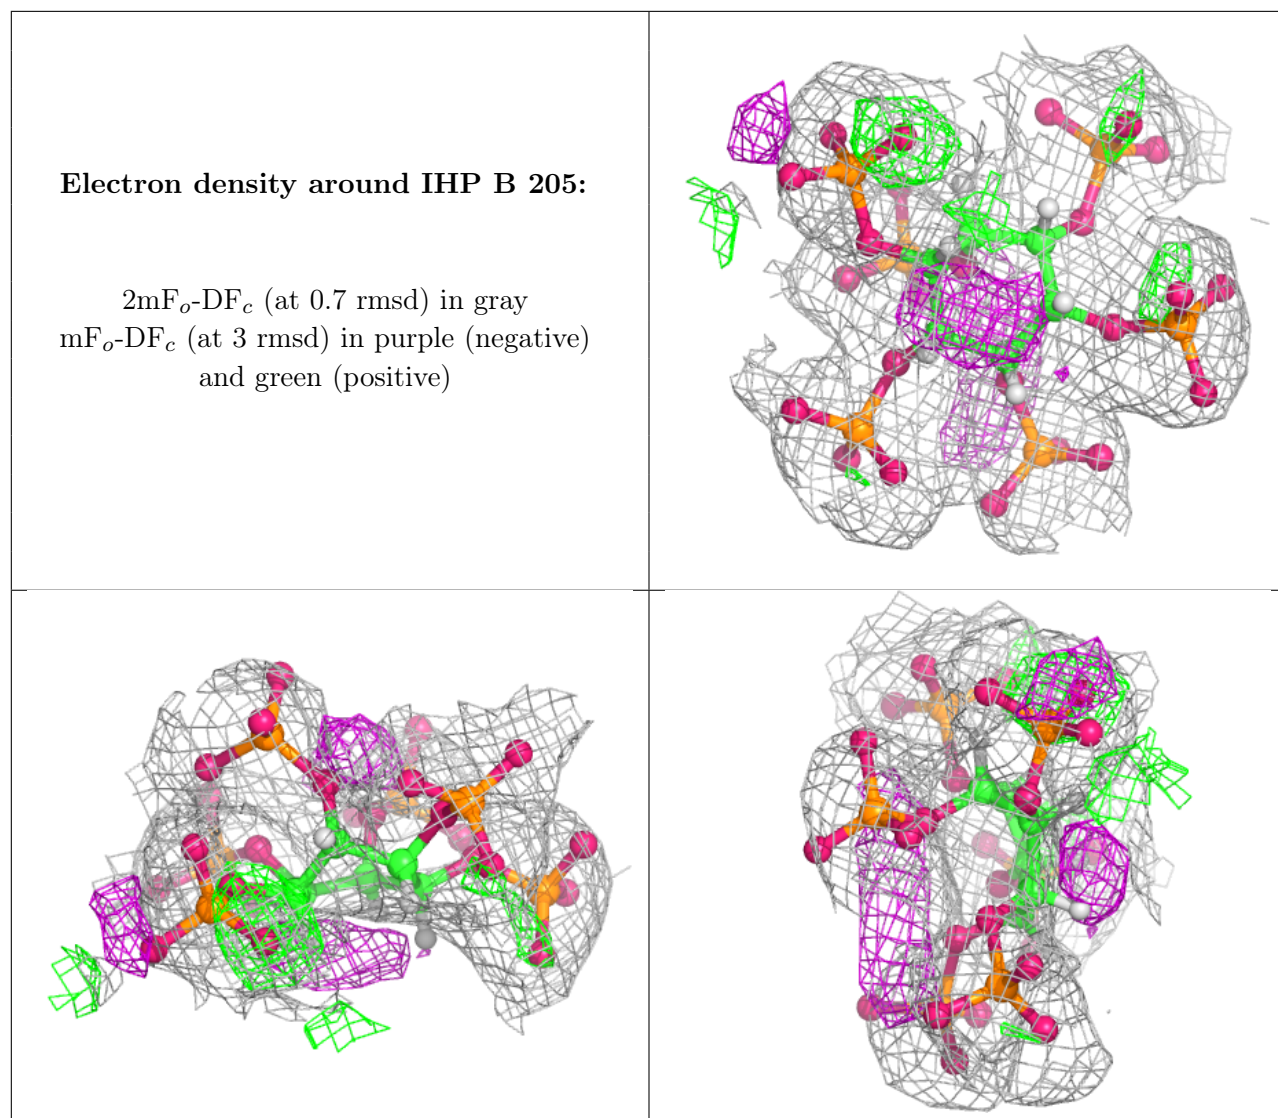 Electron density around IHP B 205:
2mFo-DFc (at 0.7 rmsd) in gray
mFo-DFc (at 3 rmsd) in purple (negative)
and green (positive)